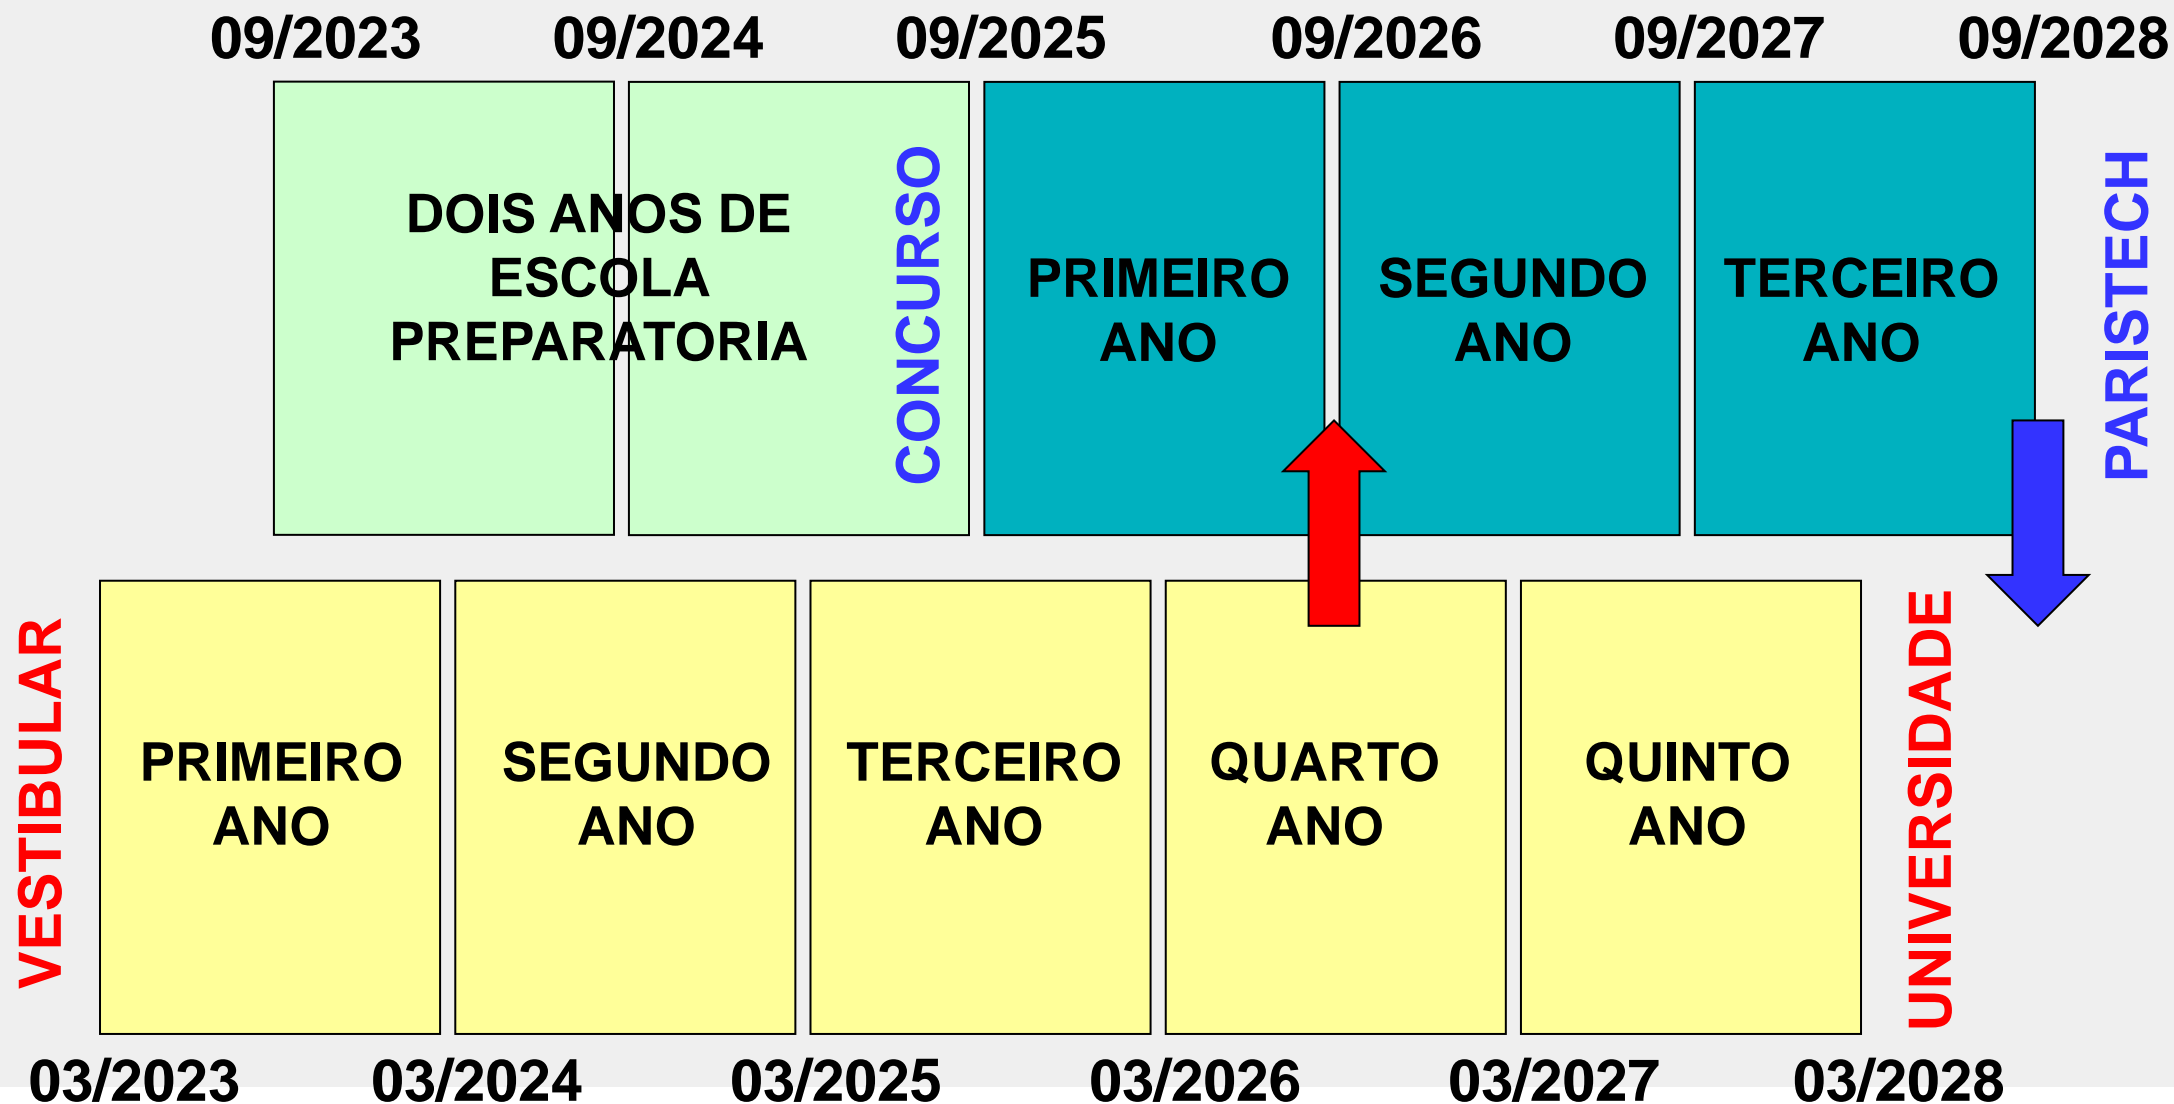 09/2023 09/2024 09/2025 09/2026 09/2027 09/2028
DOIS ANOS DE
ESCOLA
PREPARATORIA
CONCURSO
PRIMEIRO
ANO
SEGUNDO
ANO
TERCEIRO
ANO
PARISTECH
VESTIBULAR
PRIMEIRO
ANO
SEGUNDO
ANO
TERCEIRO
ANO
QUARTO
ANO
QUINTO
ANO
UNIVERSIDADE
03/2023 03/2024 03/2025 03/2026 03/2027 03/2028